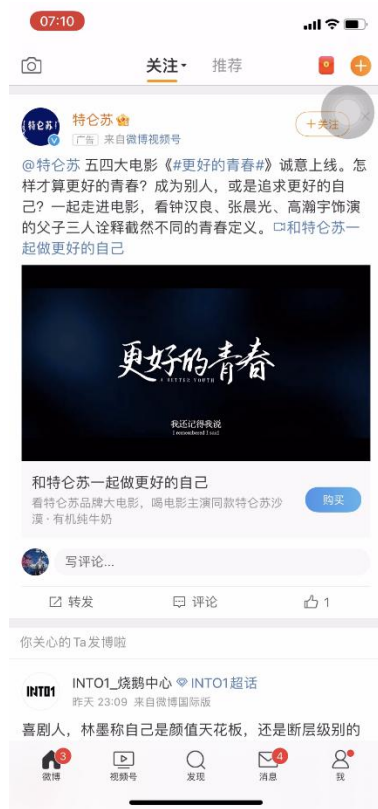 07:10
关注
推荐
特仑苏
特仑苏
广告 来自微博视频号
+关注
@特仑苏 五四大电影《#更好的青春#》诚意上线。怎
样才算更好的青春？成为别人，或是追求更好的自
己？一起走进电影，看钟汉良、张晨光、高瀚宇饰演
的父子三人诠释截然不同的青春定义。和特仑苏一
起做更好的自己
更好的青春
A BETTER YOUTH
我还记得我说
I remembered I said
和特仑苏一起做更好的自己
看特仑苏品牌大电影，喝电影主演同款特仑苏沙
漠·有机纯牛奶
购买
写评论...
转发
评论
1
你关心的Ta发博啦
INTO1
INTO1_烧鹅中心 INTO1超话
昨天 23:09 来自微博国际版
喜剧人，林墨称自己是颜值天花板，还是断层级别的
3
4
微博
视频号
发现
消息
我